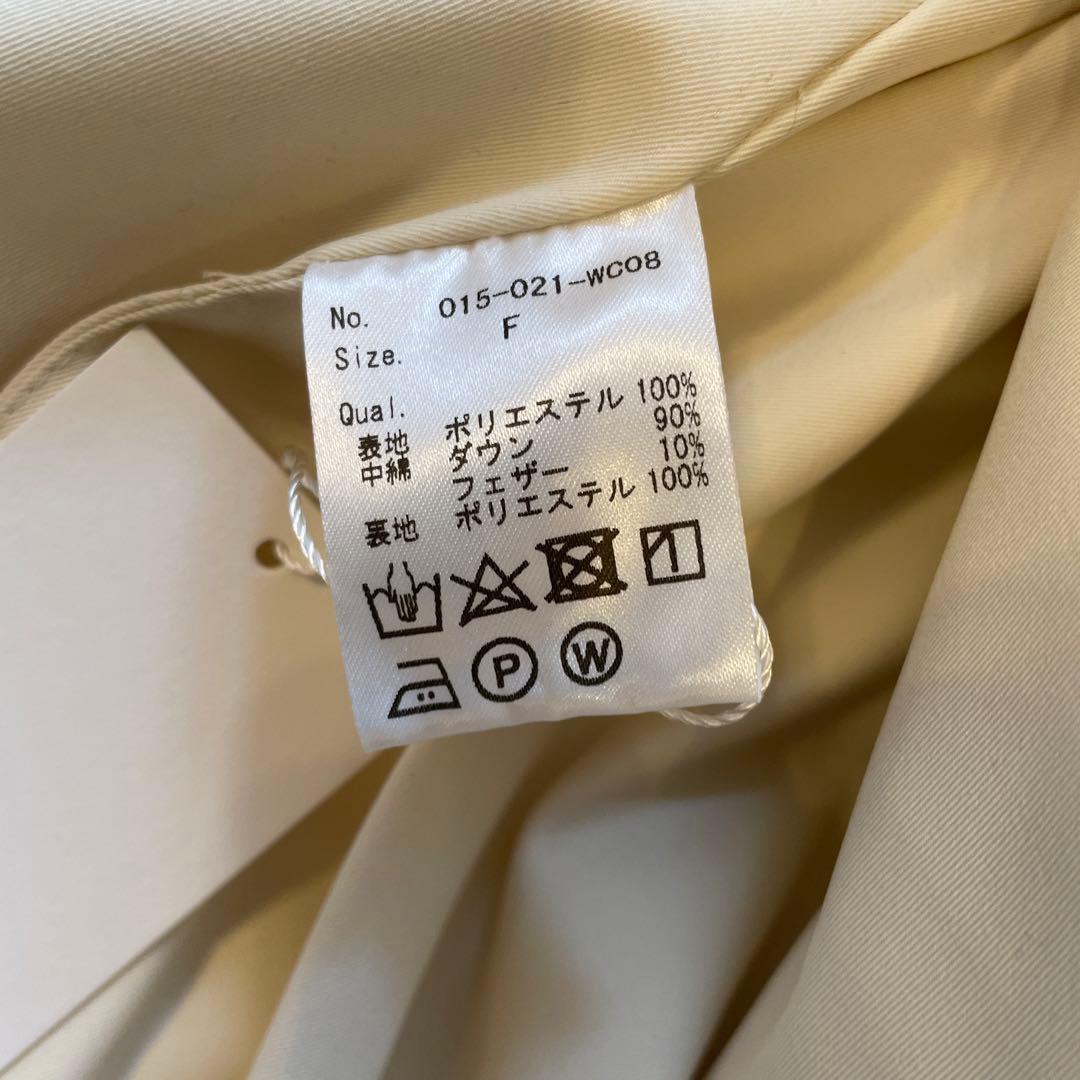 No. 015-021-WC08
Size. F
Qual.
表地 ポリエステル 100%
中綿 ダウン 90%
フェザー 10%
裏地 ポリエステル 100%
1
P W